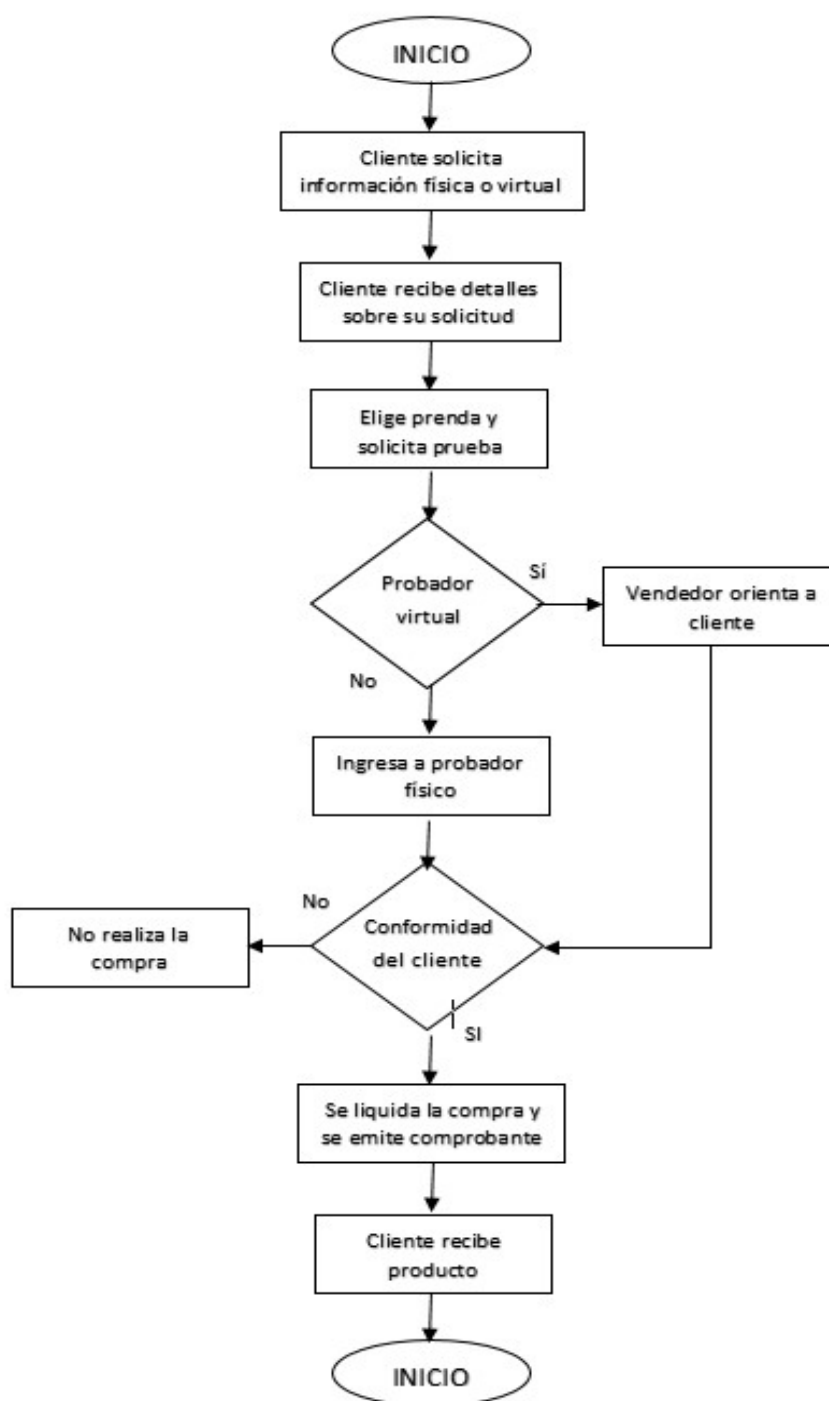 INICIO
Cliente solicita
información física o virtual
Cliente recibe detalles
sobre su solicitud
Elige prenda y
solicita prueba
Probador
virtual
Sí
Vendedor orienta a
cliente
No
Ingresa a probador
físico
No
Conformidad
del cliente
No realiza la
compra
SI
Se liquida la compra y
se emite comprobante
Cliente recibe
producto
INICIO